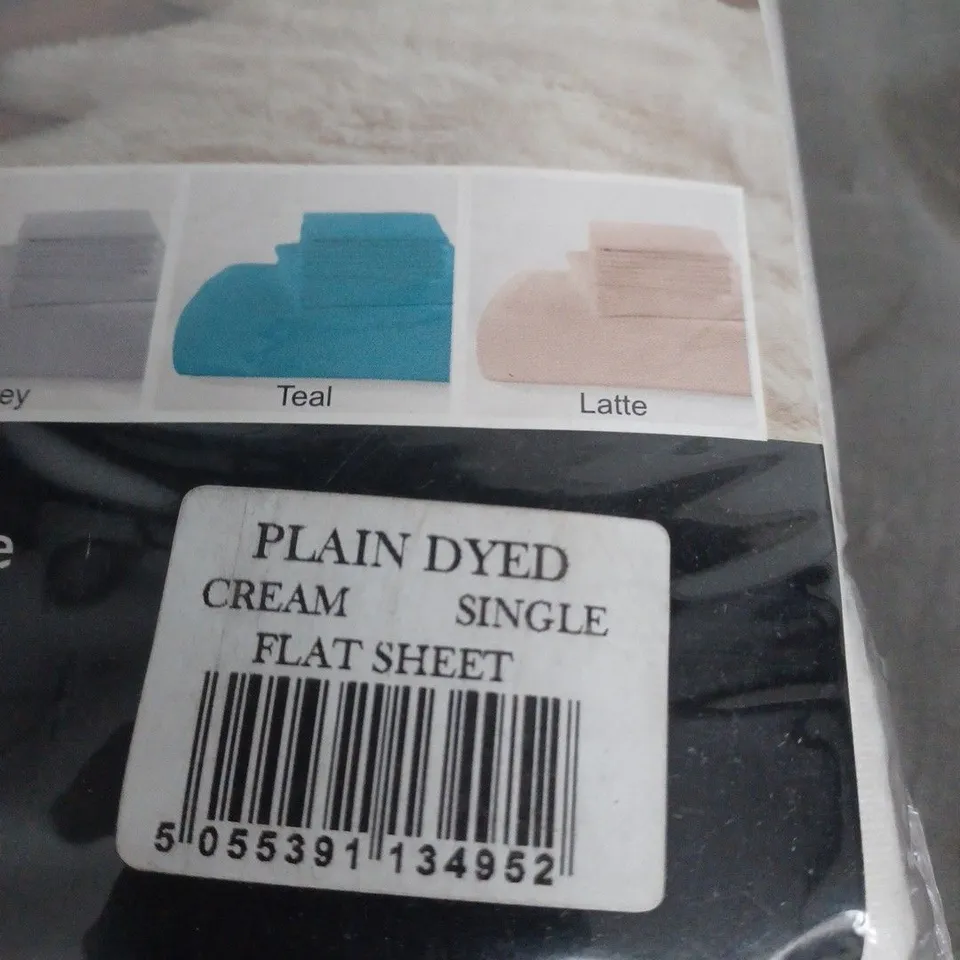 ey Teal Latte
e
PLAIN DYED
CREAM SINGLE
FLAT SHEET
5 055391 134952